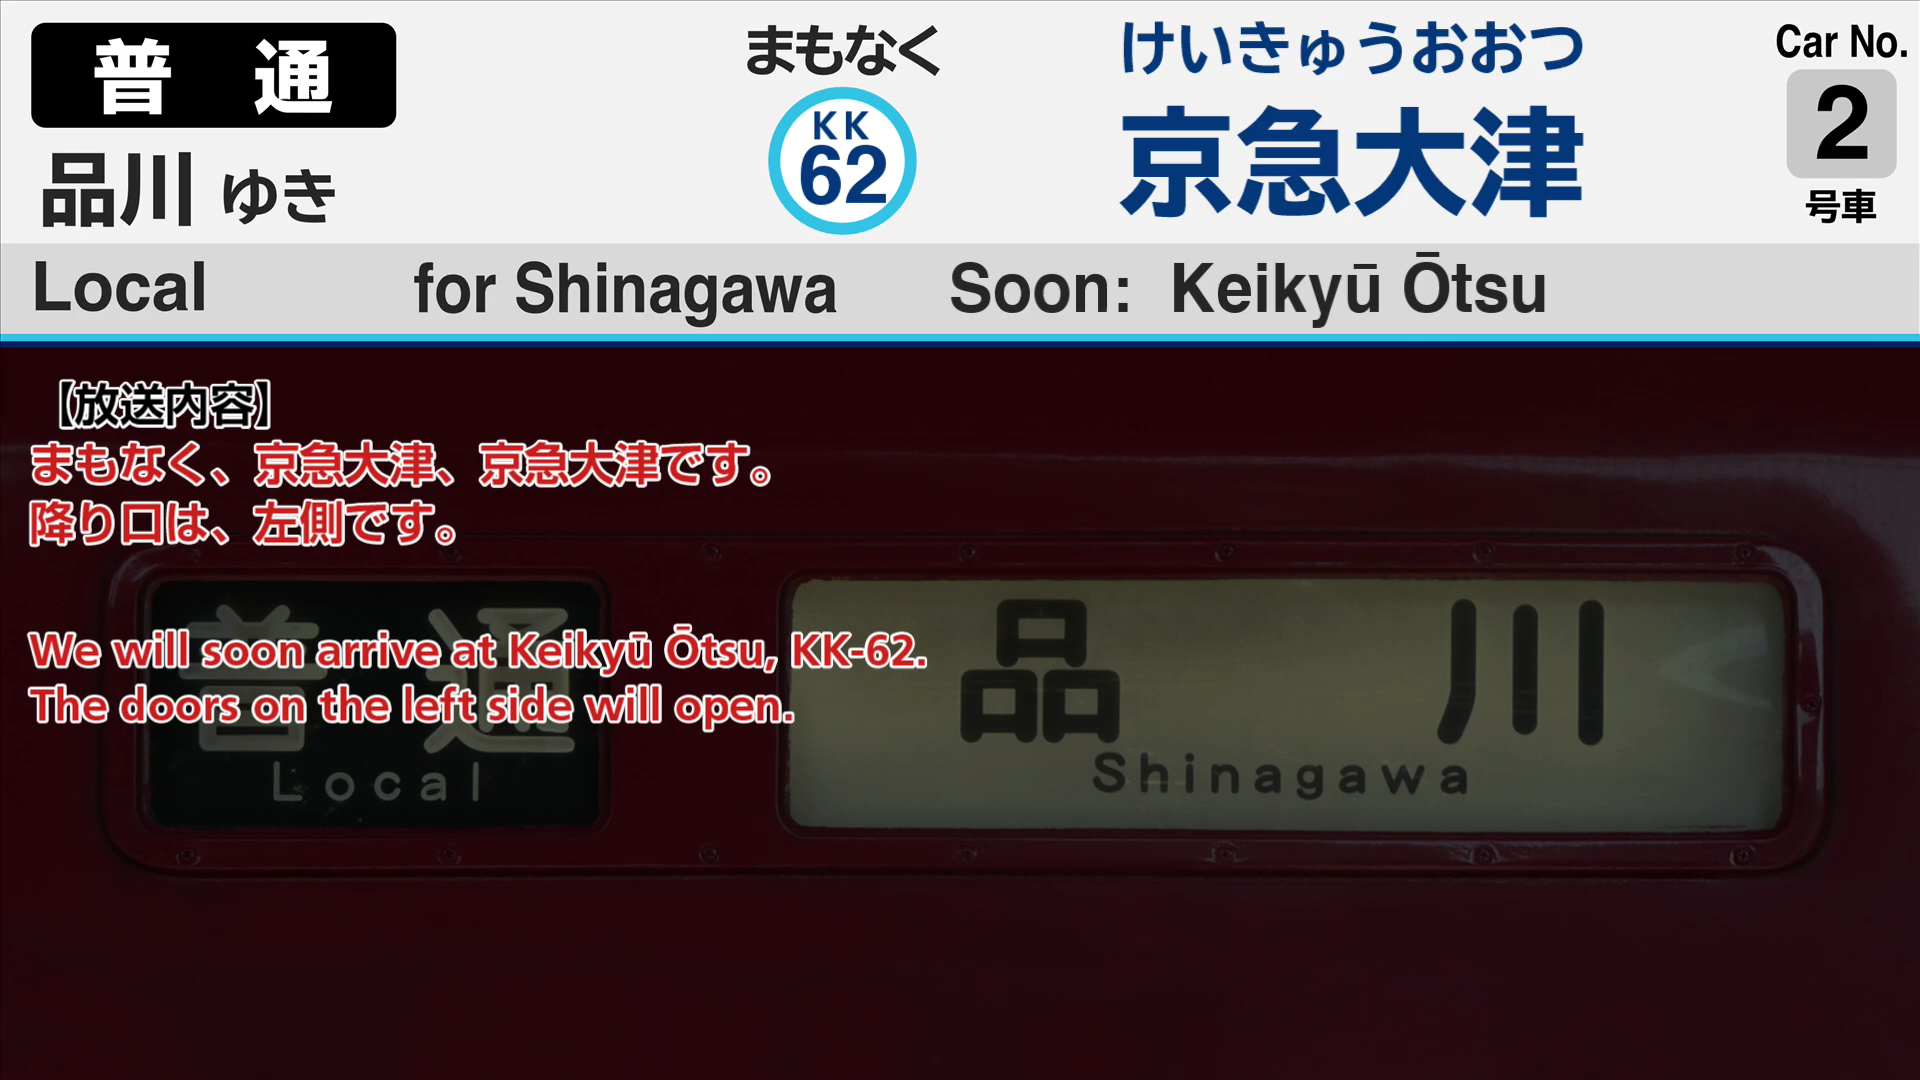 普通
まもなく
けいきゅうおおつ
Car No.
品川 ゆき
KK
62
京急大津
2
号車
Local for Shinagawa Soon: Keikyū Ōtsu
【放送内容】
まもなく、京急大津、京急大津です。
降り口は、左側です。
We will soon arrive at Keikyū Ōtsu, KK-62.
The doors on the left side will open.
普通
Local
品川
Shinagawa